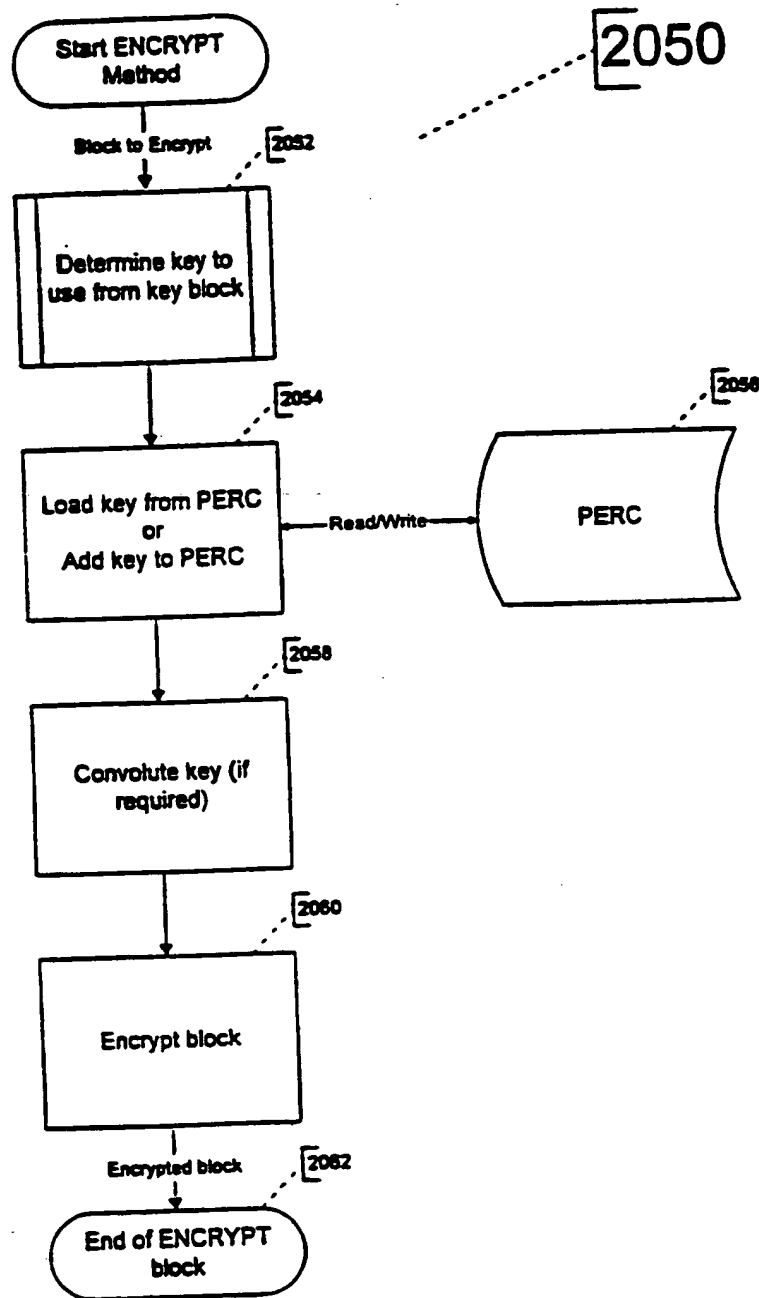 Start ENCRYPT
Method
2050
Block to Encrypt
2052
Determine key to
use from key block
2054
Load key from PERC
or
Add key to PERC
Read/Write
2056
PERC
2058
Convolute key (if
required)
2060
Encrypt block
Encrypted block
2062
End of ENCRYPT
block